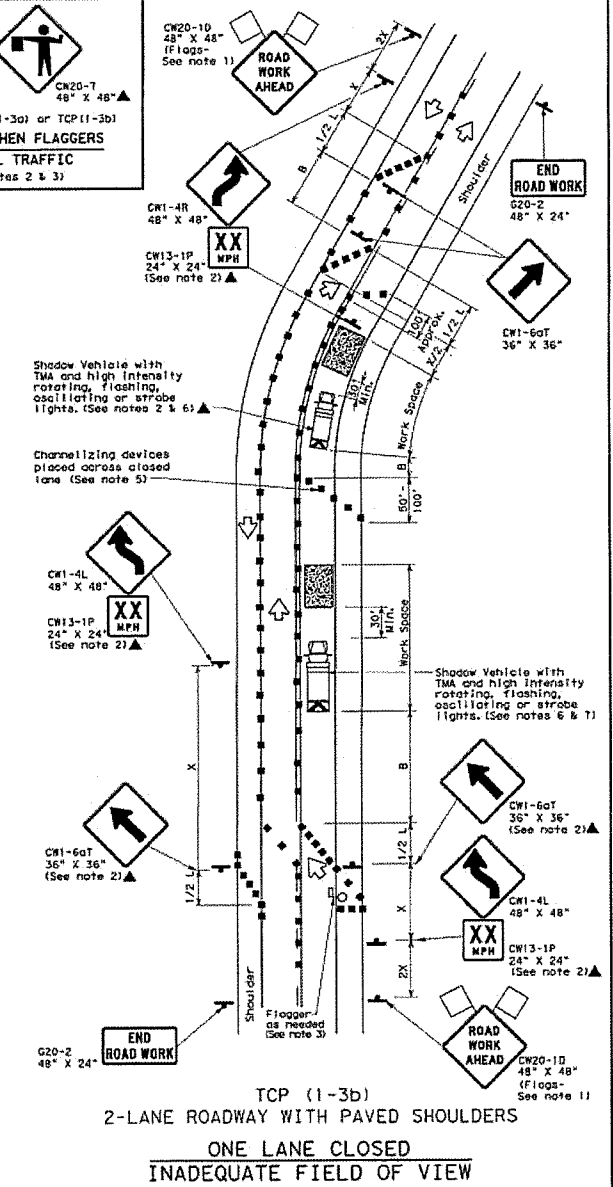 CW20-7
48" X 48"▲
1-3a) or TCP(1-3b)
HEN FLAGGERS
L TRAFFIC
tes 2 & 3)
CW20-1D
48" X 48"
(Flags-
See note 1)
ROAD
WORK
AHEAD
2X
X
1/2 L
B
Shoulder
END
ROAD WORK
G20-2
48" X 24"
CW1-4R
48" X 48"
XX
MPH
CW13-1P
24" X 24"
(See note 2)▲
CW1-6aT
36" X 36"
100'
Approx.
1/2 L
X/2
30'
Min.
Work Space
B
50'-
100'
Shadow Vehicle with
TMA and high intensity
rotating, flashing,
oscillating or strobe
lights. (See notes 2 & 6)▲
Channelizing devices
placed across closed
lane (See note 5)
CW1-4L
48" X 48"
XX
MPH
CW13-1P
24" X 24"
(See note 2)▲
30'
Min.
Work Space
Shadow Vehicle with
TMA and high intensity
rotating, flashing,
oscillating or strobe
lights. (See notes 6 & 7)
X
B
CW1-6aT
36" X 36"
(See note 2)▲
1/2 L
CW1-6aT
36" X 36"
(See note 2)▲
1/2 L
X
CW1-4L
48" X 48"
XX
MPH
CW13-1P
24" X 24"
(See note 2)▲
2X
Shoulder
Flagger
as needed
(See note 3)
G20-2
48" X 24"
END
ROAD WORK
ROAD
WORK
AHEAD
CW20-1D
48" X 48"
(Flags-
See note 1)
TCP (1-3b)
2-LANE ROADWAY WITH PAVED SHOULDERS
ONE LANE CLOSED
INADEQUATE FIELD OF VIEW